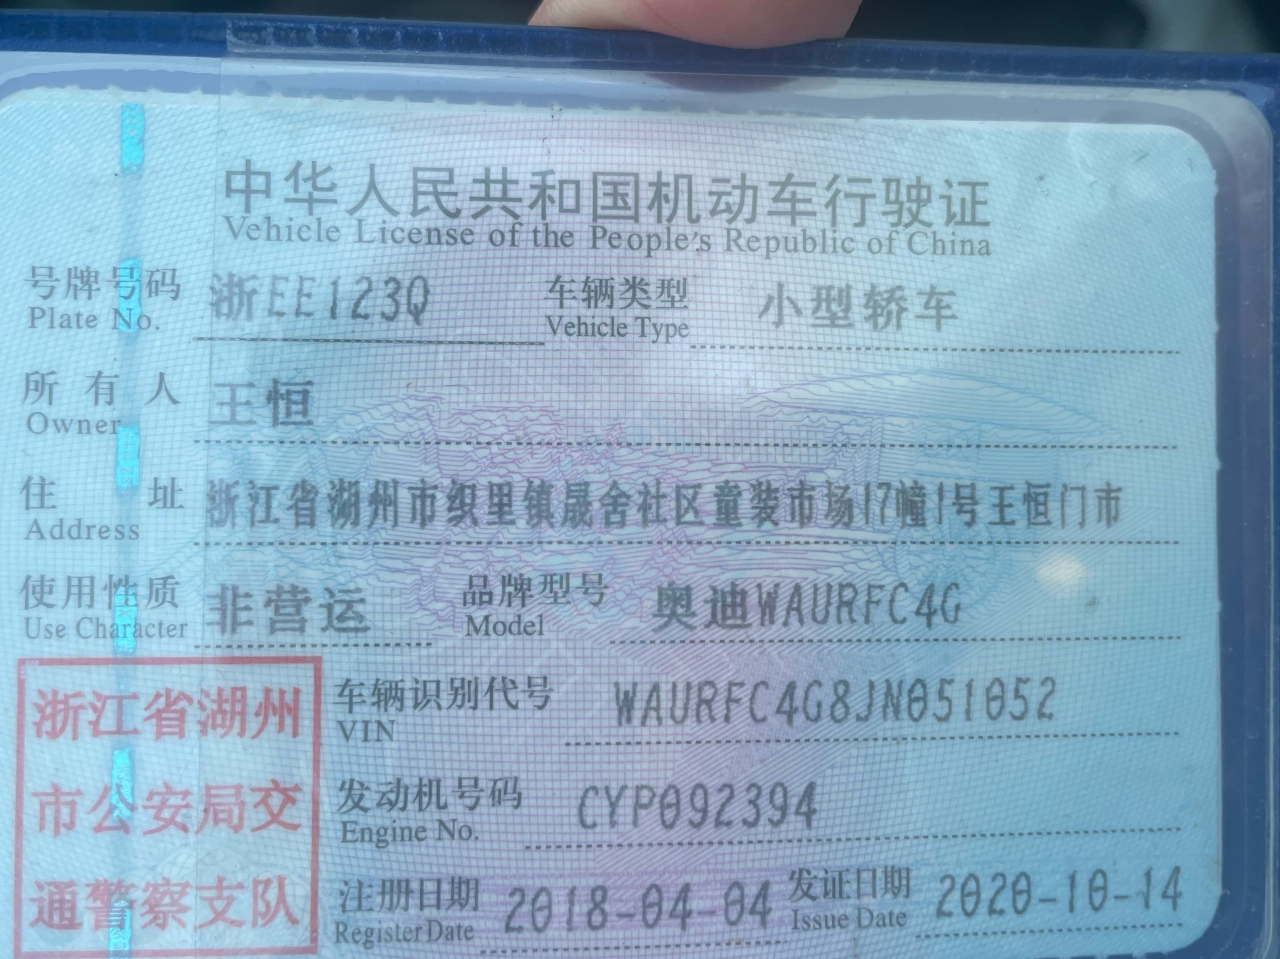 中华人民共和国机动车行驶证
Vehicle License of the People's Republic of China
号牌号码 浙EE123Q 车辆类型 小型轿车
Plate No. Vehicle Type
所有人 王恒
Owner
住址 浙江省湖州市织里镇晟舍社区童装市场17幢1号王恒门市
Address
使用性质 非营运 品牌型号 奥迪WAURFC4G
Use Character Model
浙江省湖州
市公安局交
通警察支队
车辆识别代号 WAURFC4G8JN051052
VIN
发动机号码 CYP092394
Engine No.
注册日期 2018-04-04 发证日期 2020-10-14
Register Date Issue Date